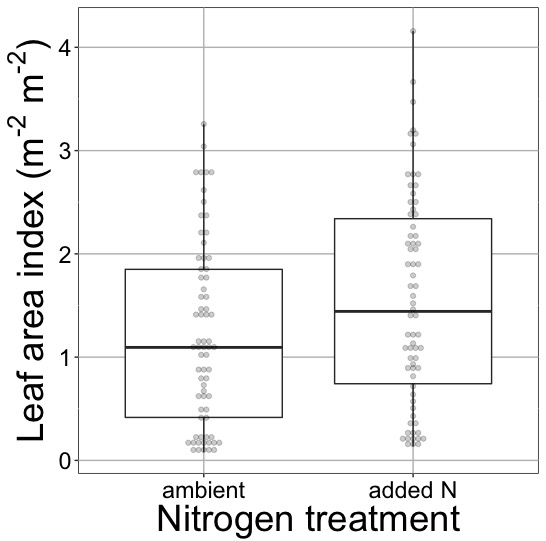 Leaf area index (m⁻² m⁻²)
4
3
2
1
0
ambient added N
Nitrogen treatment